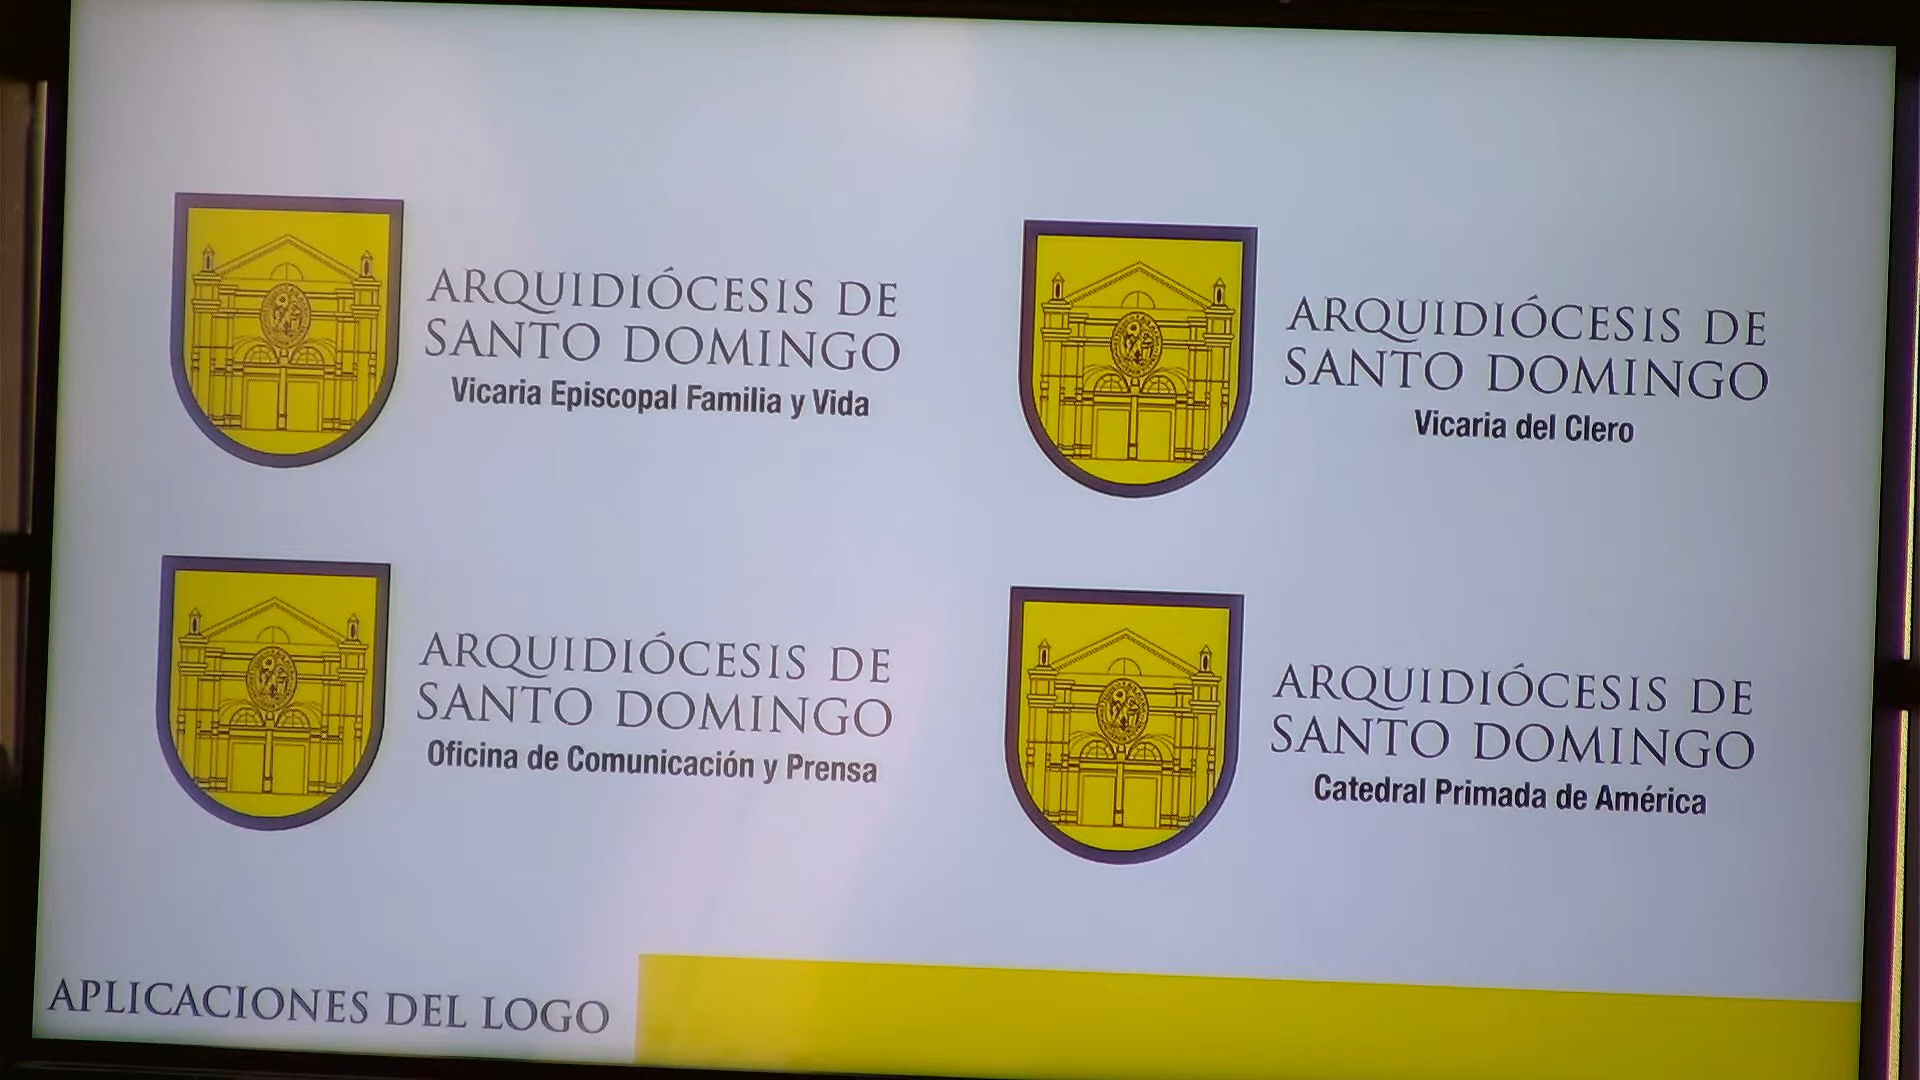 ARQUIDIÓCESIS DE
SANTO DOMINGO
Vicaria Episcopal Familia y Vida
ARQUIDIÓCESIS DE
SANTO DOMINGO
Vicaria del Clero
ARQUIDIÓCESIS DE
SANTO DOMINGO
Oficina de Comunicación y Prensa
ARQUIDIÓCESIS DE
SANTO DOMINGO
Catedral Primada de América
APLICACIONES DEL LOGO